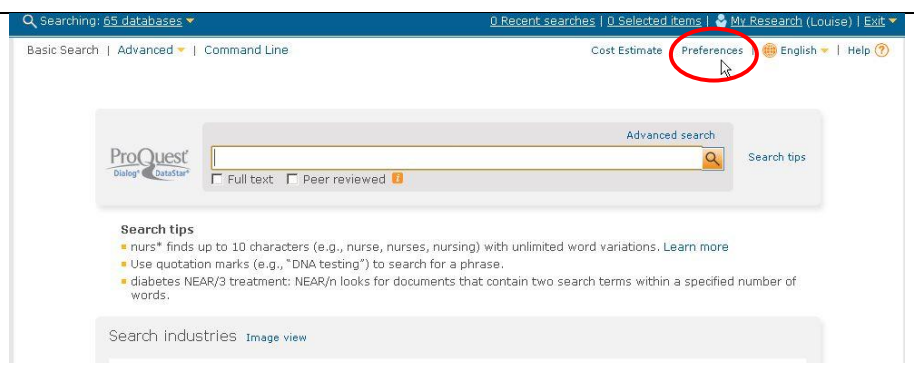 Searching: 65 databases 0 Recent searches | 0 Selected items | My Research (Louise) | Exit
Basic Search | Advanced | Command Line Cost Estimate Preferences | English | Help ?
Advanced search
ProQuest
Dialog* DataStar*
Search tips
Full text Peer reviewed i
Search tips
nurs* finds up to 10 characters (e.g., nurse, nurses, nursing) with unlimited word variations. Learn more
Use quotation marks (e.g., "DNA testing") to search for a phrase.
diabetes NEAR/3 treatment: NEAR/n looks for documents that contain two search terms within a specified number of
words.
Search industries Image view